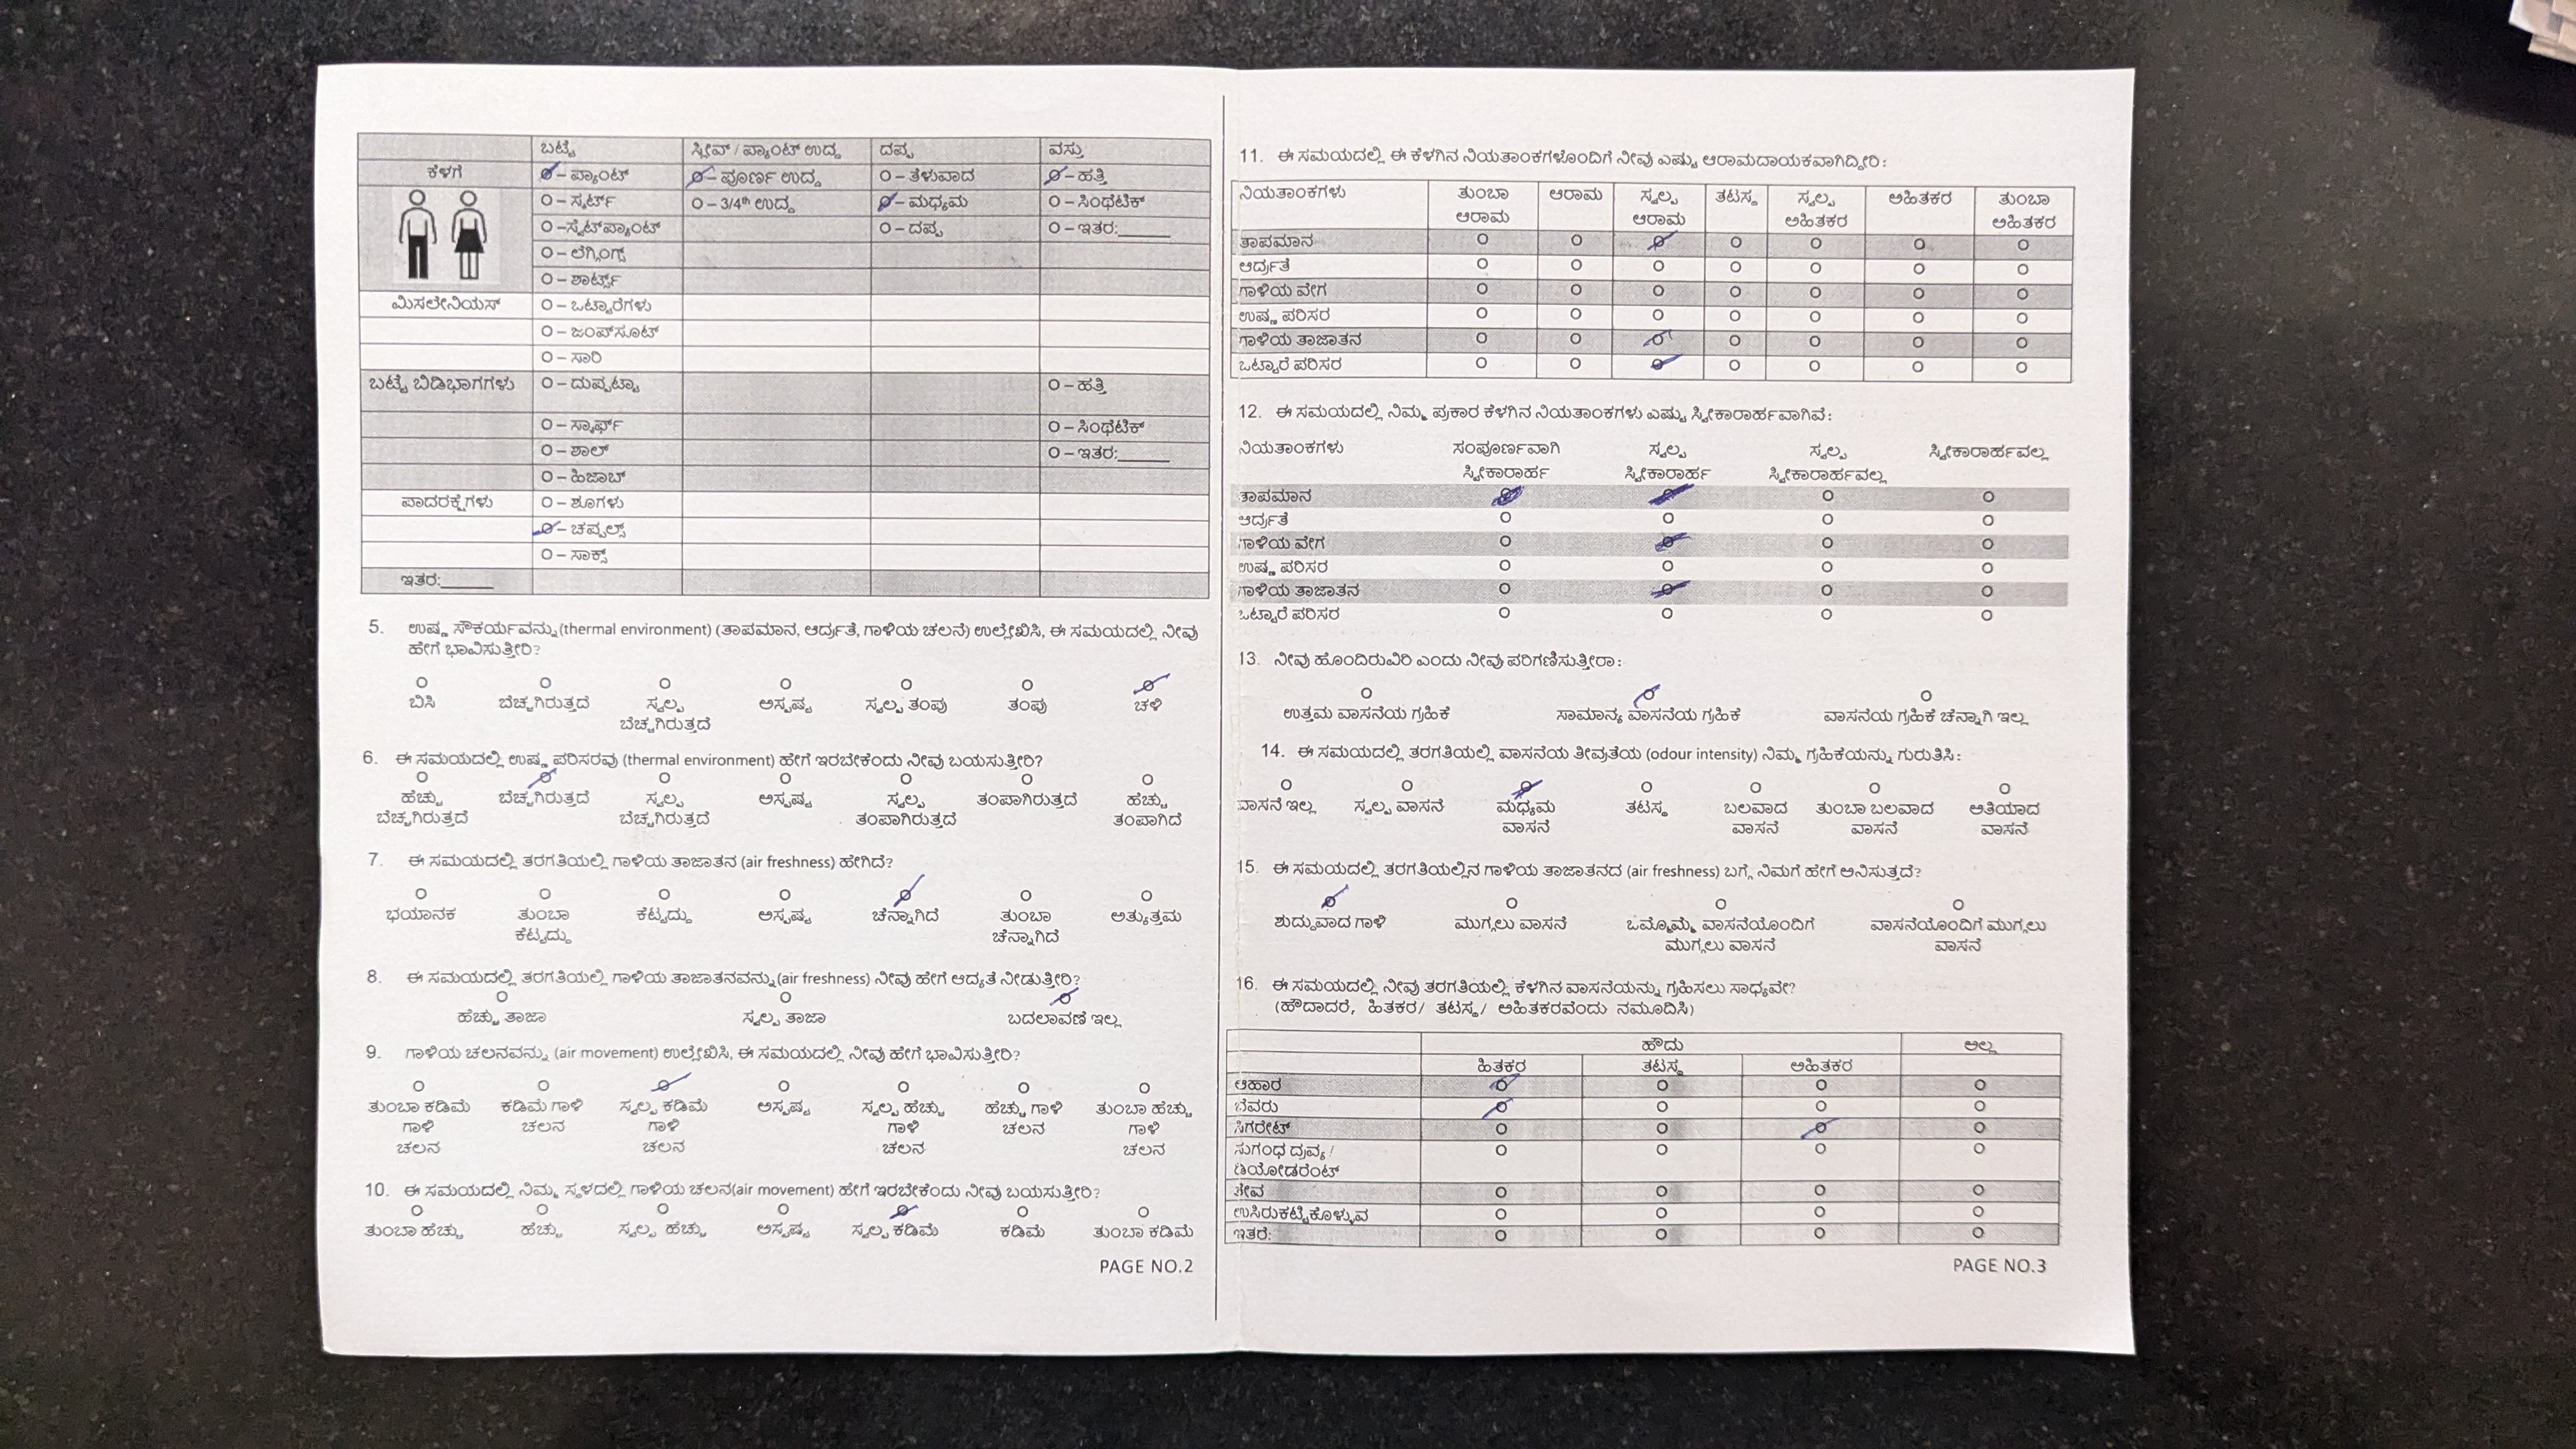 ಬಟ್ಟೆ ಸ್ಲೀವ್ / ಪ್ಯಾಂಟ್ ಉದ್ದ ದಪ್ಪ ವಸ್ತು
ಕೆಳಗೆ O – ಪ್ಯಾಂಟ್ O – ಪೂರ್ಣ ಉದ್ದ O – ತೆಳುವಾದ O – ಹತ್ತಿ
O – ಸ್ಕರ್ಟ್ O – 3/4th ಉದ್ದ O – ಮಧ್ಯಮ O – ಸಿಂಥೆಟಿಕ್
O –ಸ್ವೆಟ್‌ಪ್ಯಾಂಟ್ O – ದಪ್ಪ O – ಇತರ:______
O – ಲೆಗ್ಗಿಂಗ್ಸ್
O – ಶಾರ್ಟ್ಸ್
ಮಿಸಲೇನಿಯಸ್ O – ಒಟ್ಟಾರೆಗಳು
O – ಜಂಪ್‌ಸೂಟ್
O – ಸಾರಿ
ಬಟ್ಟೆ ಬಿಡಿಭಾಗಗಳು O – ದುಪ್ಪಟ್ಟಾ O – ಹತ್ತಿ
O – ಸ್ಕಾರ್ಫ್ O – ಸಿಂಥೆಟಿಕ್
O – ಶಾಲ್ O – ಇತರ:______
O – ಹಿಜಾಬ್
ಪಾದರಕ್ಷೆಗಳು O – ಶೂಗಳು
O – ಚಪ್ಪಲ್ಸ್
O – ಸಾಕ್ಸ್
ಇತರ:______
5. ಉಷ್ಣ ಸೌಕರ್ಯವನ್ನು(thermal environment) (ತಾಪಮಾನ, ಆರ್ದ್ರತೆ, ಗಾಳಿಯ ಚಲನೆ) ಉಲ್ಲೇಖಿಸಿ, ಈ ಸಮಯದಲ್ಲಿ ನೀವು
ಹೇಗೆ ಭಾವಿಸುತ್ತೀರಿ?
ಬಿಸಿ ಬೆಚ್ಚಗಿರುತ್ತದೆ ಸ್ವಲ್ಪ ಅಸ್ಪಷ್ಟ ಸ್ವಲ್ಪ ತಂಪು ತಂಪು ಚಳಿ
ಬೆಚ್ಚಗಿರುತ್ತದೆ
6. ಈ ಸಮಯದಲ್ಲಿ ಉಷ್ಣ ಪರಿಸರವು (thermal environment) ಹೇಗೆ ಇರಬೇಕೆಂದು ನೀವು ಬಯಸುತ್ತೀರಿ?
ಹೆಚ್ಚು ಬೆಚ್ಚಗಿರುತ್ತದೆ ಸ್ವಲ್ಪ ಅಸ್ಪಷ್ಟ ಸ್ವಲ್ಪ ತಂಪಾಗಿರುತ್ತದೆ ಹೆಚ್ಚು
ಬೆಚ್ಚಗಿರುತ್ತದೆ ಬೆಚ್ಚಗಿರುತ್ತದೆ ತಂಪಾಗಿರುತ್ತದೆ ತಂಪಾಗಿದೆ
7. ಈ ಸಮಯದಲ್ಲಿ ತರಗತಿಯಲ್ಲಿ ಗಾಳಿಯ ತಾಜಾತನ (air freshness) ಹೇಗಿದೆ?
ಭಯಾನಕ ತುಂಬಾ ಕೆಟ್ಟದ್ದು ಅಸ್ಪಷ್ಟ ಚೆನ್ನಾಗಿದೆ ತುಂಬಾ ಅತ್ಯುತ್ತಮ
ಕೆಟ್ಟದ್ದು ಚೆನ್ನಾಗಿದೆ
8. ಈ ಸಮಯದಲ್ಲಿ ತರಗತಿಯಲ್ಲಿ ಗಾಳಿಯ ತಾಜಾತನವನ್ನು(air freshness) ನೀವು ಹೇಗೆ ಆದ್ಯತೆ ನೀಡುತ್ತೀರಿ?
ಹೆಚ್ಚು ತಾಜಾ ಸ್ವಲ್ಪ ತಾಜಾ ಬದಲಾವಣೆ ಇಲ್ಲ
9. ಗಾಳಿಯ ಚಲನವನ್ನು (air movement) ಉಲ್ಲೇಖಿಸಿ, ಈ ಸಮಯದಲ್ಲಿ ನೀವು ಹೇಗೆ ಭಾವಿಸುತ್ತೀರಿ?
ತುಂಬಾ ಕಡಿಮೆ ಕಡಿಮೆ ಗಾಳಿ ಸ್ವಲ್ಪ ಕಡಿಮೆ ಅಸ್ಪಷ್ಟ ಸ್ವಲ್ಪ ಹೆಚ್ಚು ಹೆಚ್ಚು ಗಾಳಿ ತುಂಬಾ ಹೆಚ್ಚು
ಗಾಳಿ ಚಲನ ಗಾಳಿ ಗಾಳಿ ಚಲನ ಗಾಳಿ
ಚಲನ ಚಲನ ಚಲನ ಚಲನ
10. ಈ ಸಮಯದಲ್ಲಿ ನಿಮ್ಮ ಸ್ಥಳದಲ್ಲಿ ಗಾಳಿಯ ಚಲನ(air movement) ಹೇಗೆ ಇರಬೇಕೆಂದು ನೀವು ಬಯಸುತ್ತೀರಿ?
ತುಂಬಾ ಹೆಚ್ಚು ಹೆಚ್ಚು ಸ್ವಲ್ಪ ಹೆಚ್ಚು ಅಸ್ಪಷ್ಟ ಸ್ವಲ್ಪ ಕಡಿಮೆ ಕಡಿಮೆ ತುಂಬಾ ಕಡಿಮೆ
PAGE NO.2
11. ಈ ಸಮಯದಲ್ಲಿ ಈ ಕೆಳಗಿನ ನಿಯತಾಂಕಗಳೊಂದಿಗೆ ನೀವು ಎಷ್ಟು ಆರಾಮದಾಯಕವಾಗಿದ್ದೀರಿ:
ನಿಯತಾಂಕಗಳು ತುಂಬಾ ಆರಾಮ ಸ್ವಲ್ಪ ತಟಸ್ಥ ಸ್ವಲ್ಪ ಅಹಿತಕರ ತುಂಬಾ
ಆರಾಮ ಆರಾಮ ಅಹಿತಕರ ಅಹಿತಕರ
ತಾಪಮಾನ
ಆರ್ದ್ರತೆ
ಗಾಳಿಯ ವೇಗ
ಉಷ್ಣ ಪರಿಸರ
ಗಾಳಿಯ ತಾಜಾತನ
ಒಟ್ಟಾರೆ ಪರಿಸರ
12. ಈ ಸಮಯದಲ್ಲಿ ನಿಮ್ಮ ಪ್ರಕಾರ ಕೆಳಗಿನ ನಿಯತಾಂಕಗಳು ಎಷ್ಟು ಸ್ವೀಕಾರಾರ್ಹವಾಗಿವೆ:
ನಿಯತಾಂಕಗಳು ಸಂಪೂರ್ಣವಾಗಿ ಸ್ವಲ್ಪ ಸ್ವಲ್ಪ ಸ್ವೀಕಾರಾರ್ಹವಲ್ಲ
ಸ್ವೀಕಾರಾರ್ಹ ಸ್ವೀಕಾರಾರ್ಹ ಸ್ವೀಕಾರಾರ್ಹವಲ್ಲ
ತಾಪಮಾನ
ಆರ್ದ್ರತೆ
ಗಾಳಿಯ ವೇಗ
ಉಷ್ಣ ಪರಿಸರ
ಗಾಳಿಯ ತಾಜಾತನ
ಒಟ್ಟಾರೆ ಪರಿಸರ
13. ನೀವು ಹೊಂದಿರುವಿರಿ ಎಂದು ನೀವು ಪರಿಗಣಿಸುತ್ತೀರಾ:
ಉತ್ತಮ ವಾಸನೆಯ ಗ್ರಹಿಕೆ ಸಾಮಾನ್ಯ ವಾಸನೆಯ ಗ್ರಹಿಕೆ ವಾಸನೆಯ ಗ್ರಹಿಕೆ ಚೆನ್ನಾಗಿ ಇಲ್ಲ
14. ಈ ಸಮಯದಲ್ಲಿ ತರಗತಿಯಲ್ಲಿ ವಾಸನೆಯ ತೀವ್ರತೆಯ (odour intensity) ನಿಮ್ಮ ಗ್ರಹಿಕೆಯನ್ನು ಗುರುತಿಸಿ:
ವಾಸನೆ ಇಲ್ಲ ಸ್ವಲ್ಪ ವಾಸನೆ ಮಧ್ಯಮ ತಟಸ್ಥ ಬಲವಾದ ತುಂಬಾ ಬಲವಾದ ಅತಿಯಾದ
ವಾಸನೆ ವಾಸನೆ ವಾಸನೆ ವಾಸನೆ
15. ಈ ಸಮಯದಲ್ಲಿ ತರಗತಿಯಲ್ಲಿನ ಗಾಳಿಯ ತಾಜಾತನದ (air freshness) ಬಗ್ಗೆ ನಿಮಗೆ ಹೇಗೆ ಅನಿಸುತ್ತದೆ?
ಶುದ್ದುವಾದ ಗಾಳಿ ಮುಗ್ಗಲು ವಾಸನೆ ಒಮ್ಮೊಮ್ಮೆ ವಾಸನೆಯೊಂದಿಗೆ ವಾಸನೆಯೊಂದಿಗೆ ಮುಗ್ಗಲು
ಮುಗ್ಗಲು ವಾಸನೆ ವಾಸನೆ
16. ಈ ಸಮಯದಲ್ಲಿ ನೀವು ತರಗತಿಯಲ್ಲಿ ಕೆಳಗಿನ ವಾಸನೆಯನ್ನು ಗ್ರಹಿಸಲು ಸಾಧ್ಯವೇ?
(ಹೌದಾದರೆ, ಹಿತಕರ/ ತಟಸ್ಥ/ ಅಹಿತಕರವೆಂದು ನಮೂದಿಸಿ)
ಹೌದು ಅಲ್ಲ
ಹಿತಕರ ತಟಸ್ಥ ಅಹಿತಕರ
ಆಹಾರ
ಬೆವರು
ಸಿಗರೇಟ್
ಸುಗಂಧ ದ್ರವ್ಯ /
ಡಿಯೋಡರೆಂಟ್
ತೇವ
ಉಸಿರುಕಟ್ಟಿಕೊಳ್ಳುವ
ಇತರೆ:
PAGE NO.3